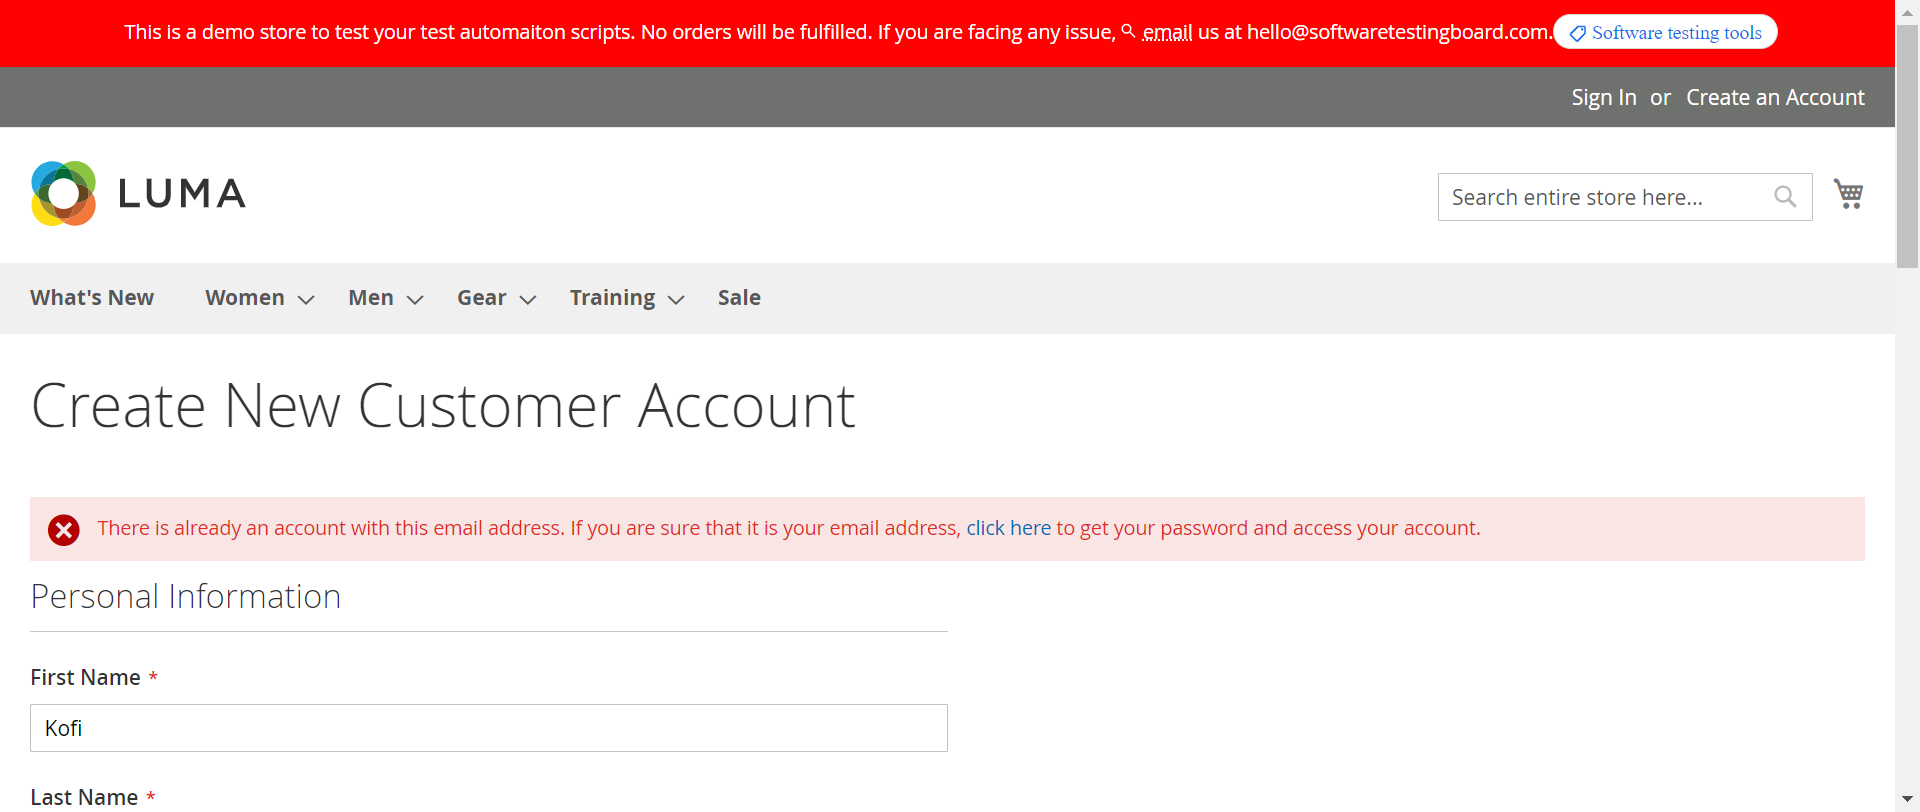 This is a demo store to test your test automaiton scripts. No orders will be fulfilled. If you are facing any issue, email us at hello@softwaretestingboard.com. Software testing tools
Sign In or Create an Account
LUMA
Search entire store here...
What's New Women Men Gear Training Sale
Create New Customer Account
There is already an account with this email address. If you are sure that it is your email address, click here to get your password and access your account.
Personal Information
First Name *
Kofi
Last Name *